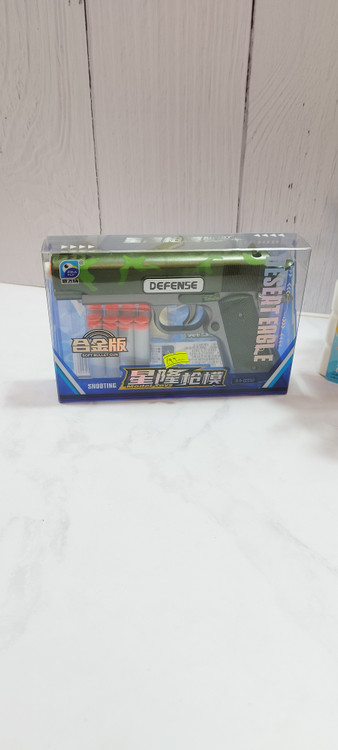 DEFENSE
DESERT EAGLE
合金版
SOFT BULLET GUN
SHOOTING
星隆枪模